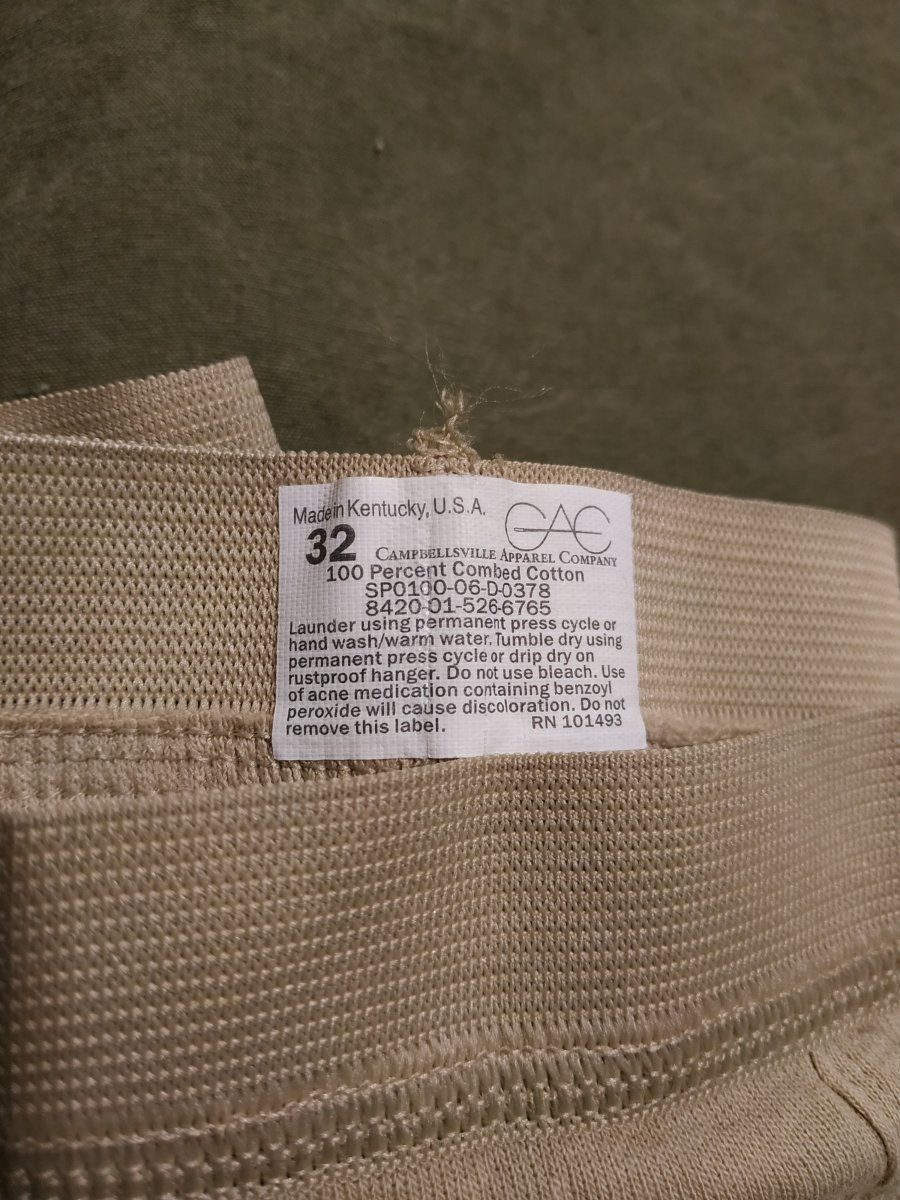 Made in Kentucky, U.S.A.
CAC
32 CAMPBELLSVILLE APPAREL COMPANY
100 Percent Combed Cotton
SP0100-06-D-0378
8420-01-526-6765
Launder using permanent press cycle or
hand wash/warm water. Tumble dry using
permanent press cycle or drip dry on
rustproof hanger. Do not use bleach. Use
of acne medication containing benzoyl
peroxide will cause discoloration. Do not
remove this label. RN 101493